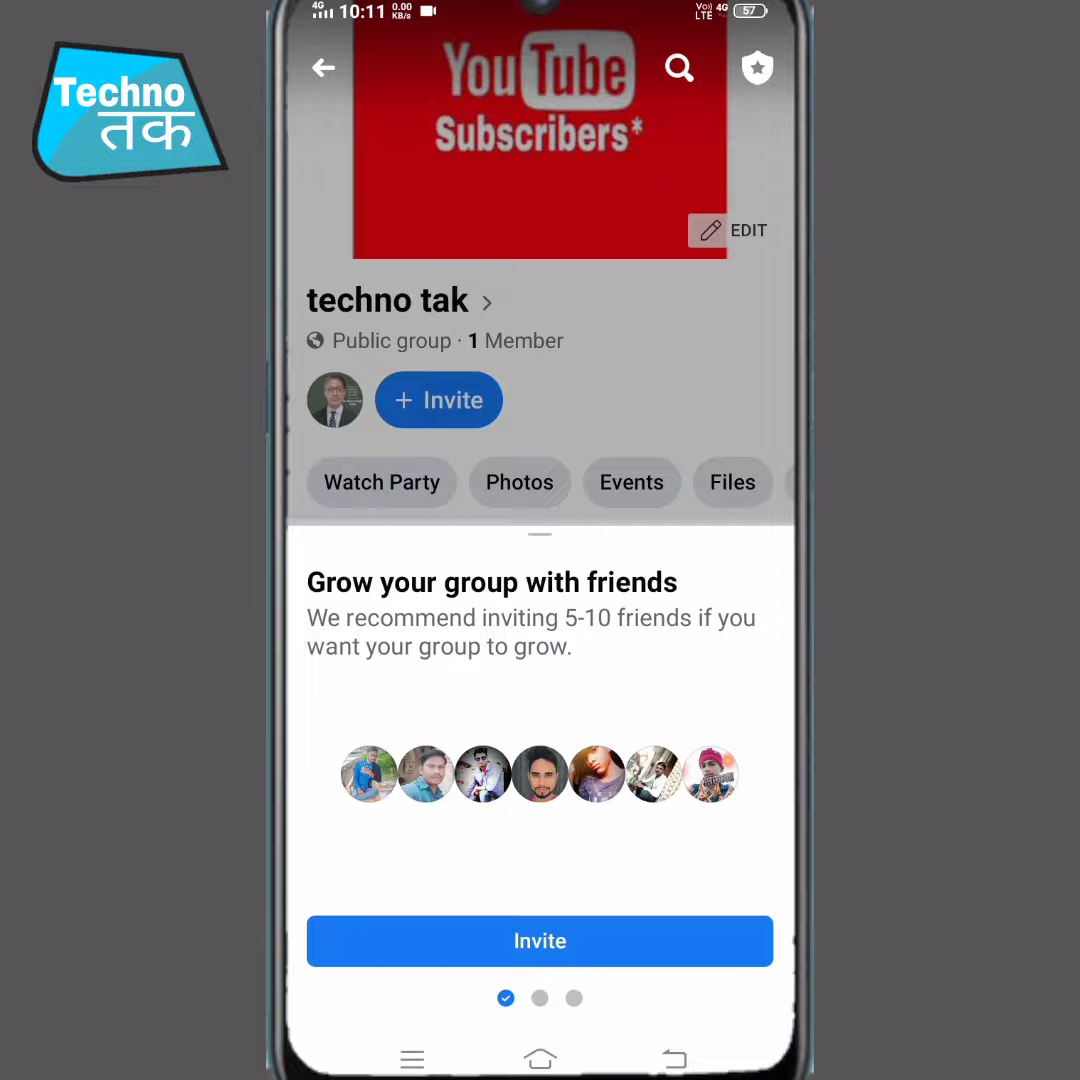 Techno
तक
4G 10:11 0.00 KB/s
Vo)) LTE 4G 57
YouTube
Subscribers*
EDIT
techno tak
Public group · 1 Member
+ Invite
Watch Party Photos Events Files
Grow your group with friends
We recommend inviting 5-10 friends if you
want your group to grow.
Invite